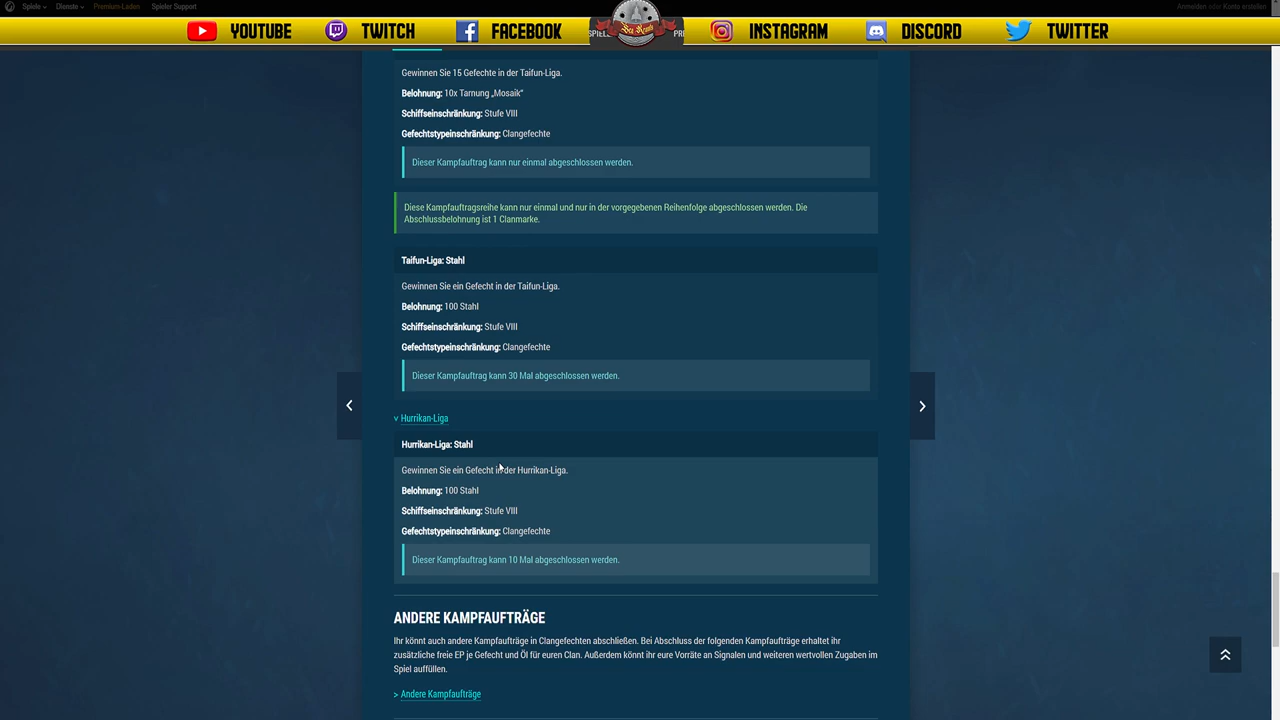 Spiele Dienste Premium-Laden Spieler Support Anmelden oder Konto erstellen
YOUTUBE TWITCH FACEBOOK SPIEL PRE INSTAGRAM DISCORD TWITTER
Gewinnen Sie 15 Gefechte in der Taifun-Liga.
Belohnung: 10x Tarnung „Mosaik“
Schiffseinschränkung: Stufe VIII
Gefechtstypeinschränkung: Clangefechte
Dieser Kampfauftrag kann nur einmal abgeschlossen werden.
Diese Kampfauftragsreihe kann nur einmal und nur in der vorgegebenen Reihenfolge abgeschlossen werden. Die
Abschlussbelohnung ist 1 Clanmarke.
Taifun-Liga: Stahl
Gewinnen Sie ein Gefecht in der Taifun-Liga.
Belohnung: 100 Stahl
Schiffseinschränkung: Stufe VIII
Gefechtstypeinschränkung: Clangefechte
Dieser Kampfauftrag kann 30 Mal abgeschlossen werden.
Hurrikan-Liga
Hurrikan-Liga: Stahl
Gewinnen Sie ein Gefecht in der Hurrikan-Liga.
Belohnung: 100 Stahl
Schiffseinschränkung: Stufe VIII
Gefechtstypeinschränkung: Clangefechte
Dieser Kampfauftrag kann 10 Mal abgeschlossen werden.
ANDERE KAMPFAUFTRÄGE
Ihr könnt auch andere Kampfaufträge in Clangefechten abschließen. Bei Abschluss der folgenden Kampfaufträge erhaltet ihr
zusätzliche freie EP je Gefecht und Öl für euren Clan. Außerdem könnt ihr eure Vorräte an Signalen und weiteren wertvollen Zugaben im
Spiel auffüllen.
> Andere Kampfaufträge